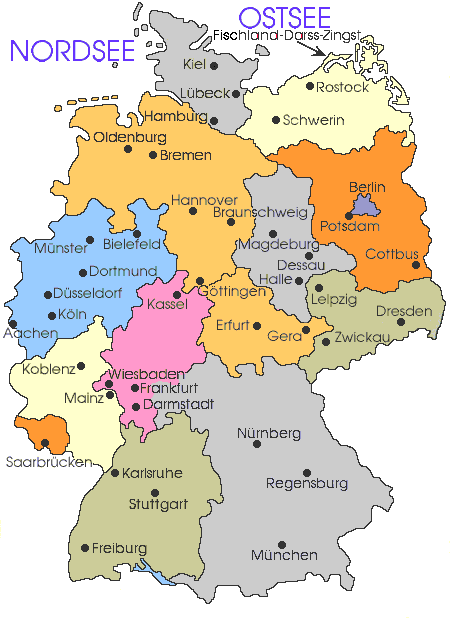 OSTSEE
Fischland-Darss-Zingst
NORDSEE
Kiel
Lübeck
Rostock
Hamburg
Schwerin
Oldenburg
Bremen
Berlin
Hannover
Braunschweig
Potsdam
Münster
Bielefeld
Magdeburg
Cottbus
Dessau
Dortmund
Halle
Göttingen
Düsseldorf
Kassel
Leipzig
Köln
Dresden
Aachen
Erfurt
Gera
Zwickau
Koblenz
Wiesbaden
Frankfurt
Mainz
Darmstadt
Nürnberg
Saarbrücken
Karlsruhe
Regensburg
Stuttgart
Freiburg
München